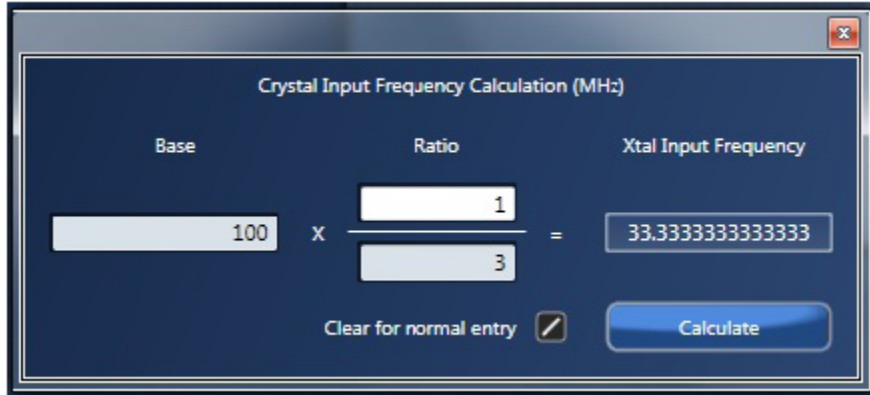 Crystal Input Frequency Calculation (MHz)
Base Ratio Xtal Input Frequency
1
100 X = 33.3333333333333
3
Clear for normal entry Calculate